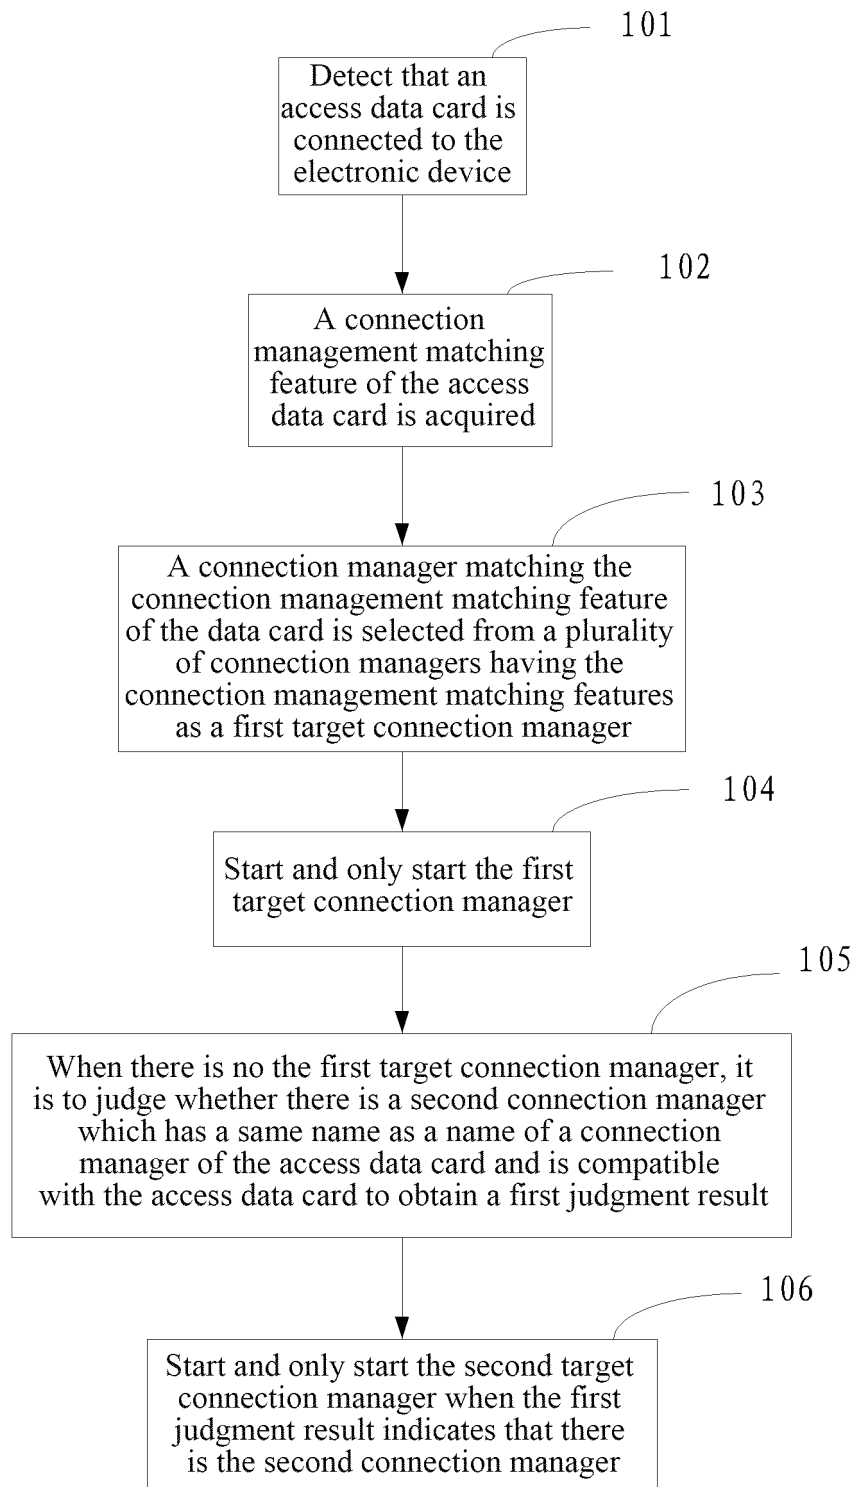 101
Detect that an
access data card is
connected to the
electronic device
102
A connection
management matching
feature of the access
data card is acquired
103
A connection manager matching the
connection management matching feature
of the data card is selected from a plurality
of connection managers having the
connection management matching features
as a first target connection manager
104
Start and only start the first
target connection manager
105
When there is no the first target connection manager, it
is to judge whether there is a second connection manager
which has a same name as a name of a connection
manager of the access data card and is compatible
with the access data card to obtain a first judgment result
106
Start and only start the second target
connection manager when the first
judgment result indicates that there
is the second connection manager